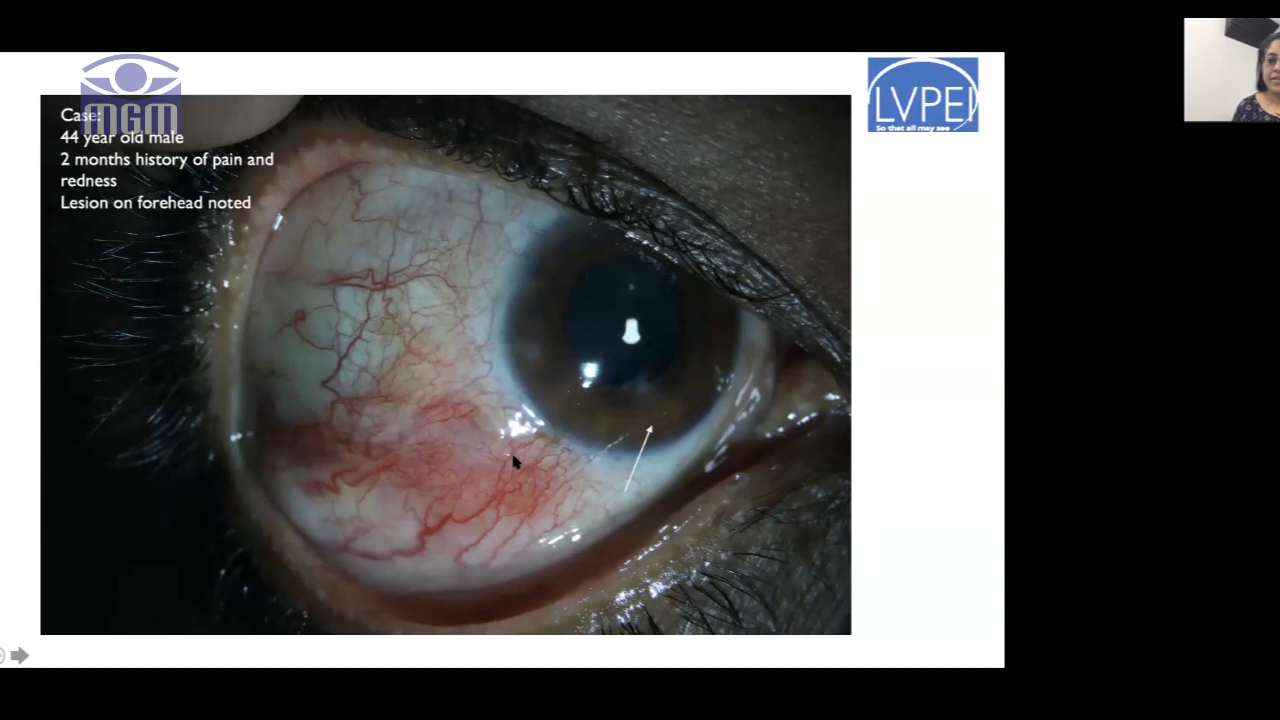 MGM
Case:
44 year old male
2 months history of pain and
redness
Lesion on forehead noted
LVPEI
So that all may see